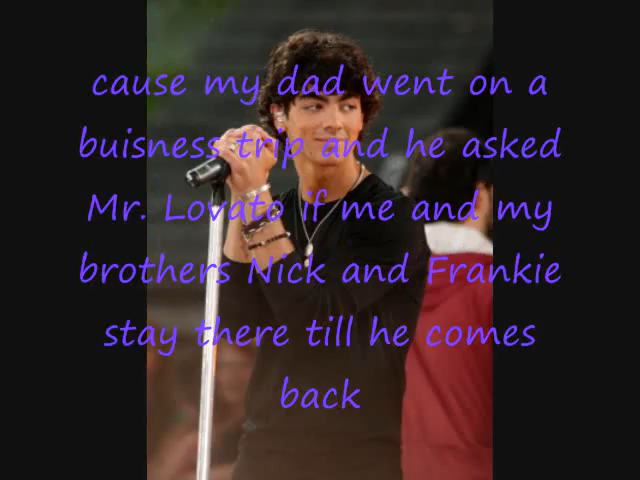 cause my dad went on a
buisness trip and he asked
Mr. Lovato if me and my
brothers Nick and Frankie
stay there till he comes
back